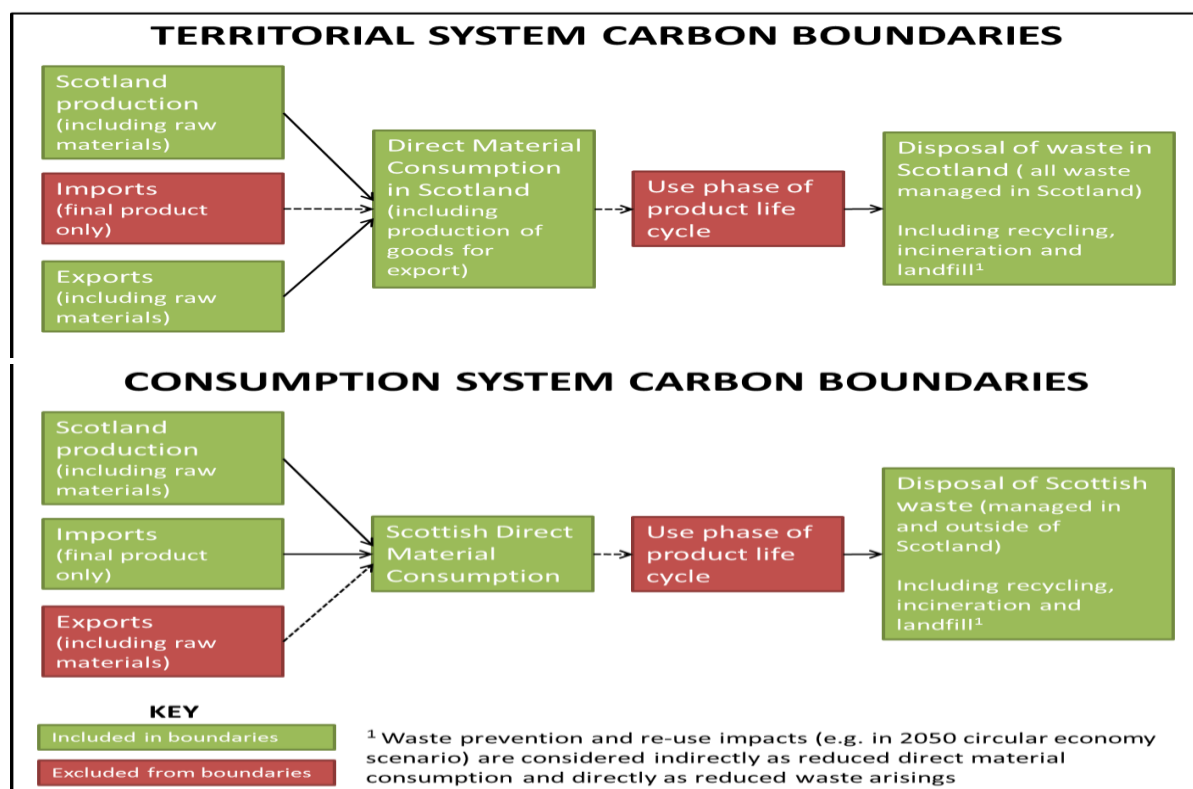 TERRITORIAL SYSTEM CARBON BOUNDARIES
Scotland
production
(including raw
materials)
Imports
(final product
only)
Exports
(including raw
materials)
Direct Material
Consumption
in Scotland
(including
production of
goods for
export)
Use phase of
product life
cycle
Disposal of waste in
Scotland ( all waste
managed in Scotland)
Including recycling,
incineration and
landfill¹
CONSUMPTION SYSTEM CARBON BOUNDARIES
Scotland
production
(including raw
materials)
Imports
(final product
only)
Exports
(including raw
materials)
Scottish Direct
Material
Consumption
Use phase of
product life
cycle
Disposal of Scottish
waste (managed in
and outside of
Scotland)
Including recycling,
incineration and
landfill¹
KEY
Included in boundaries
Excluded from boundaries
¹ Waste prevention and re-use impacts (e.g. in 2050 circular economy
scenario) are considered indirectly as reduced direct material
consumption and directly as reduced waste arisings